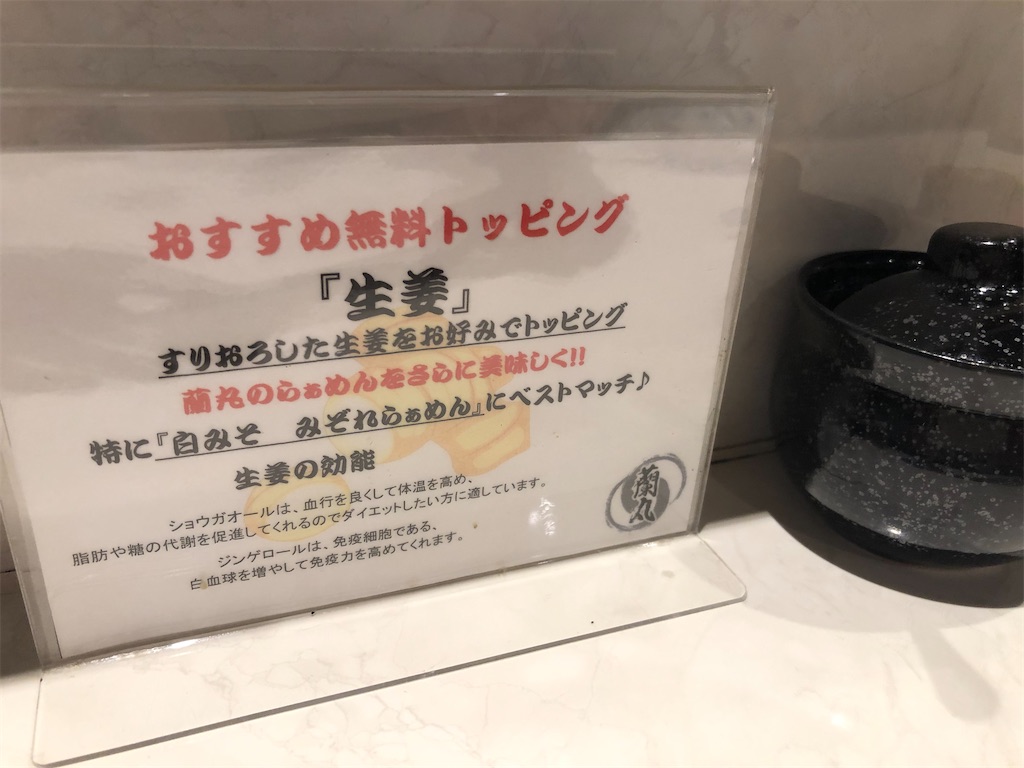 おすすめ無料トッピング
『生姜』
すりおろした生姜をお好みでトッピング
蘭丸のらぁめんをさらに美味しく!!
特に『白みそ　みぞれらぁめん』にベストマッチ♪
生姜の効能
ショウガオールは、血行を良くして体温を高め、
脂肪や糖の代謝を促進してくれるのでダイエットしたい方に適しています。
ジンゲロールは、免疫細胞である、
白血球を増やして免疫力を高めてくれます。
蘭丸